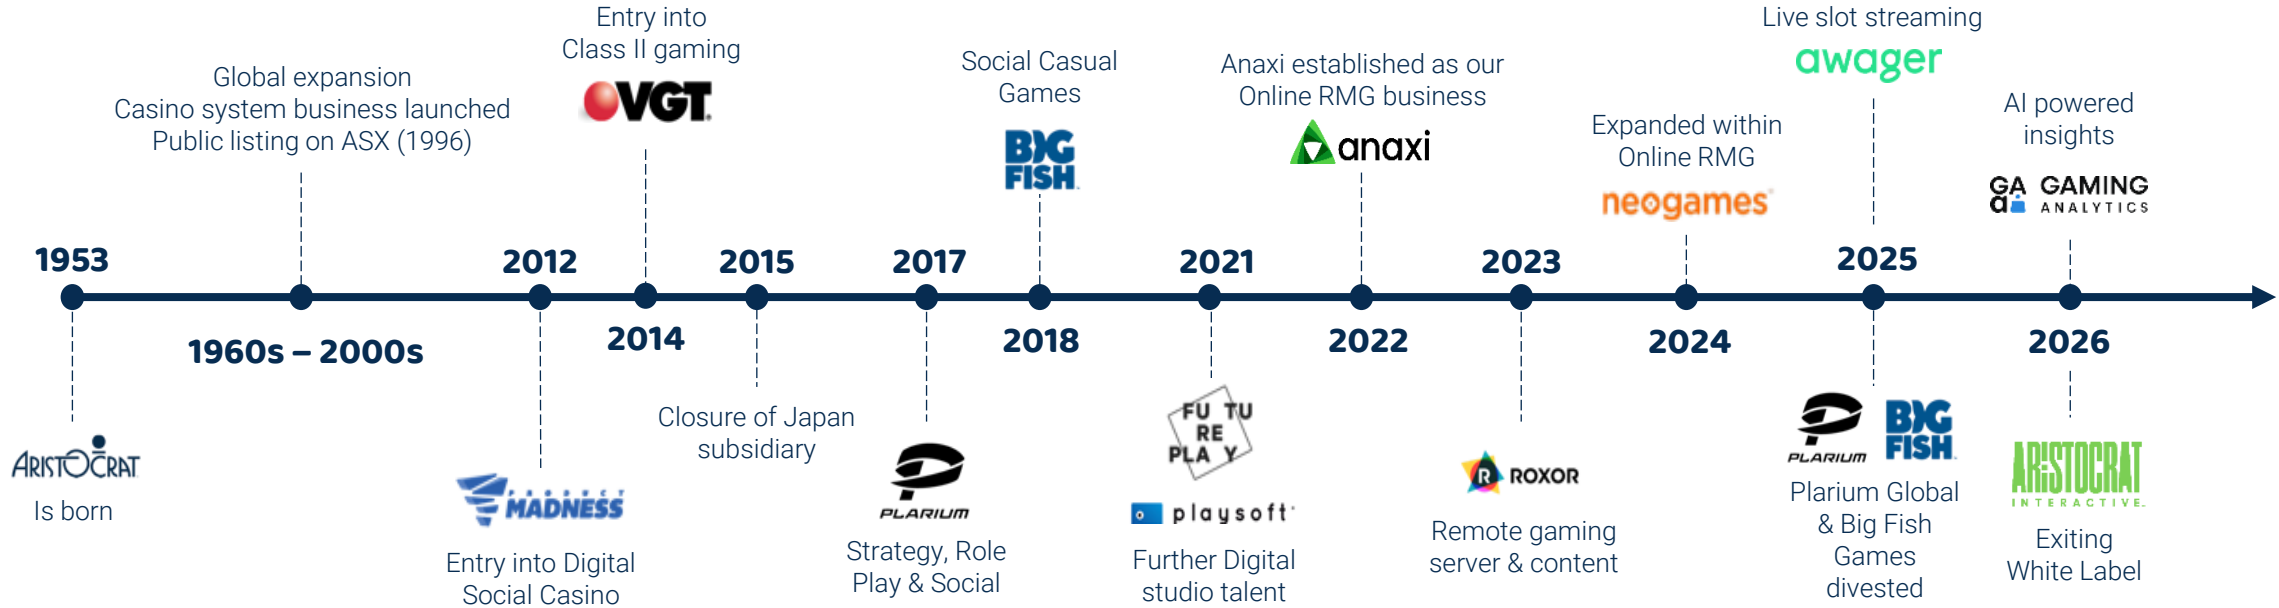 1953
ARISTOCRAT
Is born
Global expansion
Casino system business launched
Public listing on ASX (1996)
1960s – 2000s
2012
PRODUCT
MADNESS
Entry into Digital
Social Casino
Entry into
Class II gaming
VGT
2014
2015
Closure of Japan
subsidiary
2017
PLARIUM
Strategy, Role
Play & Social
Social Casual
Games
BIG
FISH
2018
2021
FU TU
RE
PLA Y
playsoft
Further Digital
studio talent
Anaxi established as our
Online RMG business
anaxi
2022
2023
R ROXOR
Remote gaming
server & content
Expanded within
Online RMG
neogames
2024
Live slot streaming
awager
2025
PLARIUM
BIG
FISH
Plarium Global
& Big Fish
Games
divested
AI powered
insights
GA GAMING
a ANALYTICS
2026
ARISTOCRAT
INTERACTIVE
Exiting
White Label